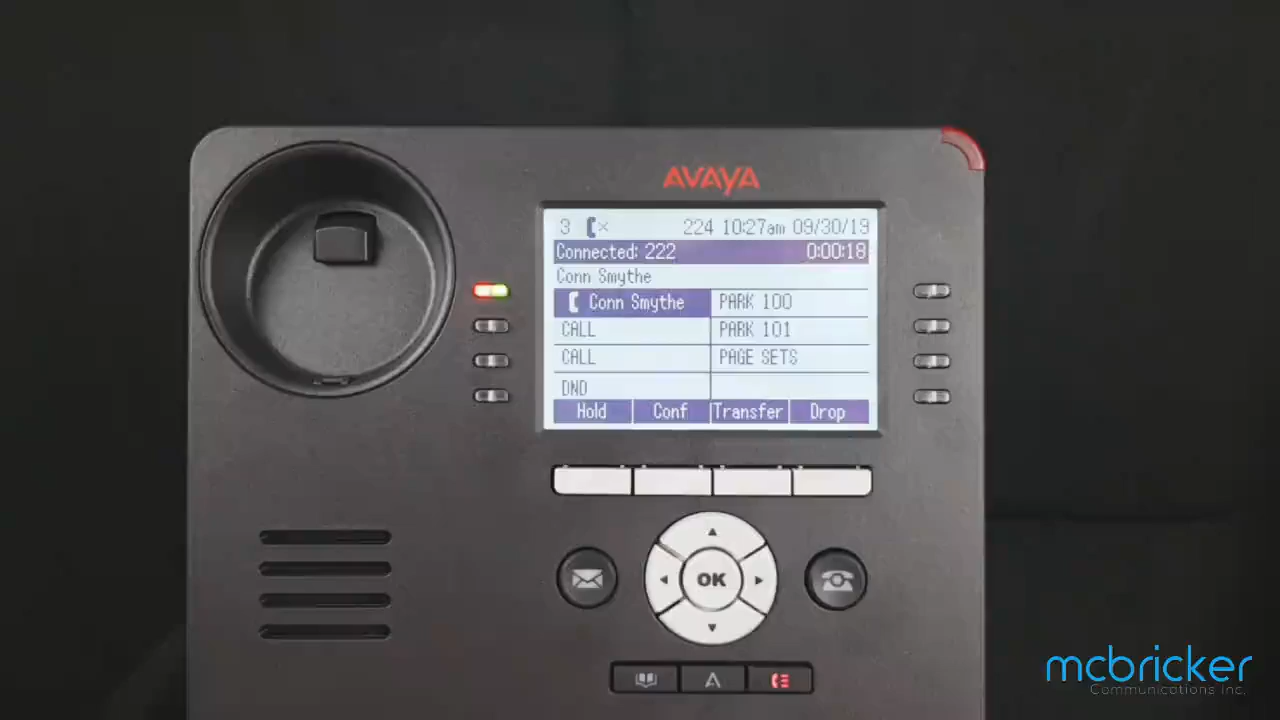 AVAYA
3 224 10:27am 09/30/19
Connected: 222 0:00:18
Conn Smythe
Conn Smythe PARK 100
CALL PARK 101
CALL PAGE SETS
DND
Hold Conf Transfer Drop
OK
A
mcbricker
Communications Inc.